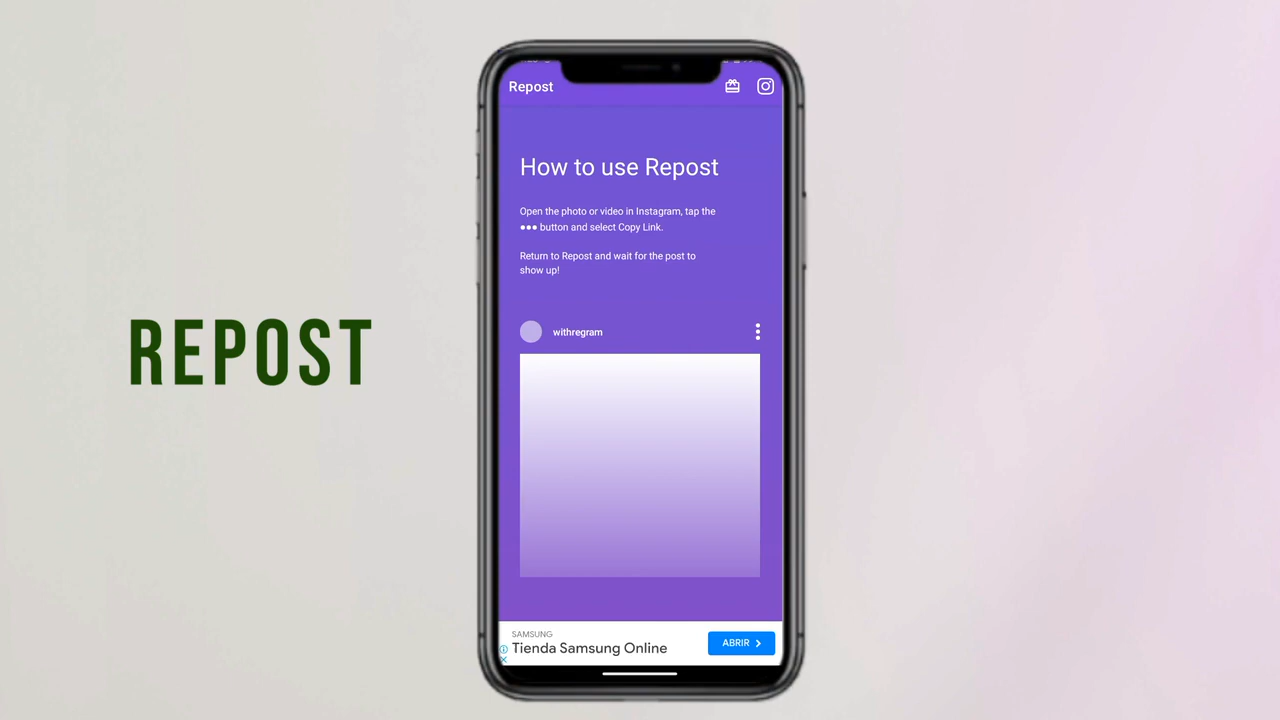 REPOST
Repost
How to use Repost
Open the photo or video in Instagram, tap the
●●● button and select Copy Link.
Return to Repost and wait for the post to
show up!
withregram
SAMSUNG
Tienda Samsung Online
ABRIR